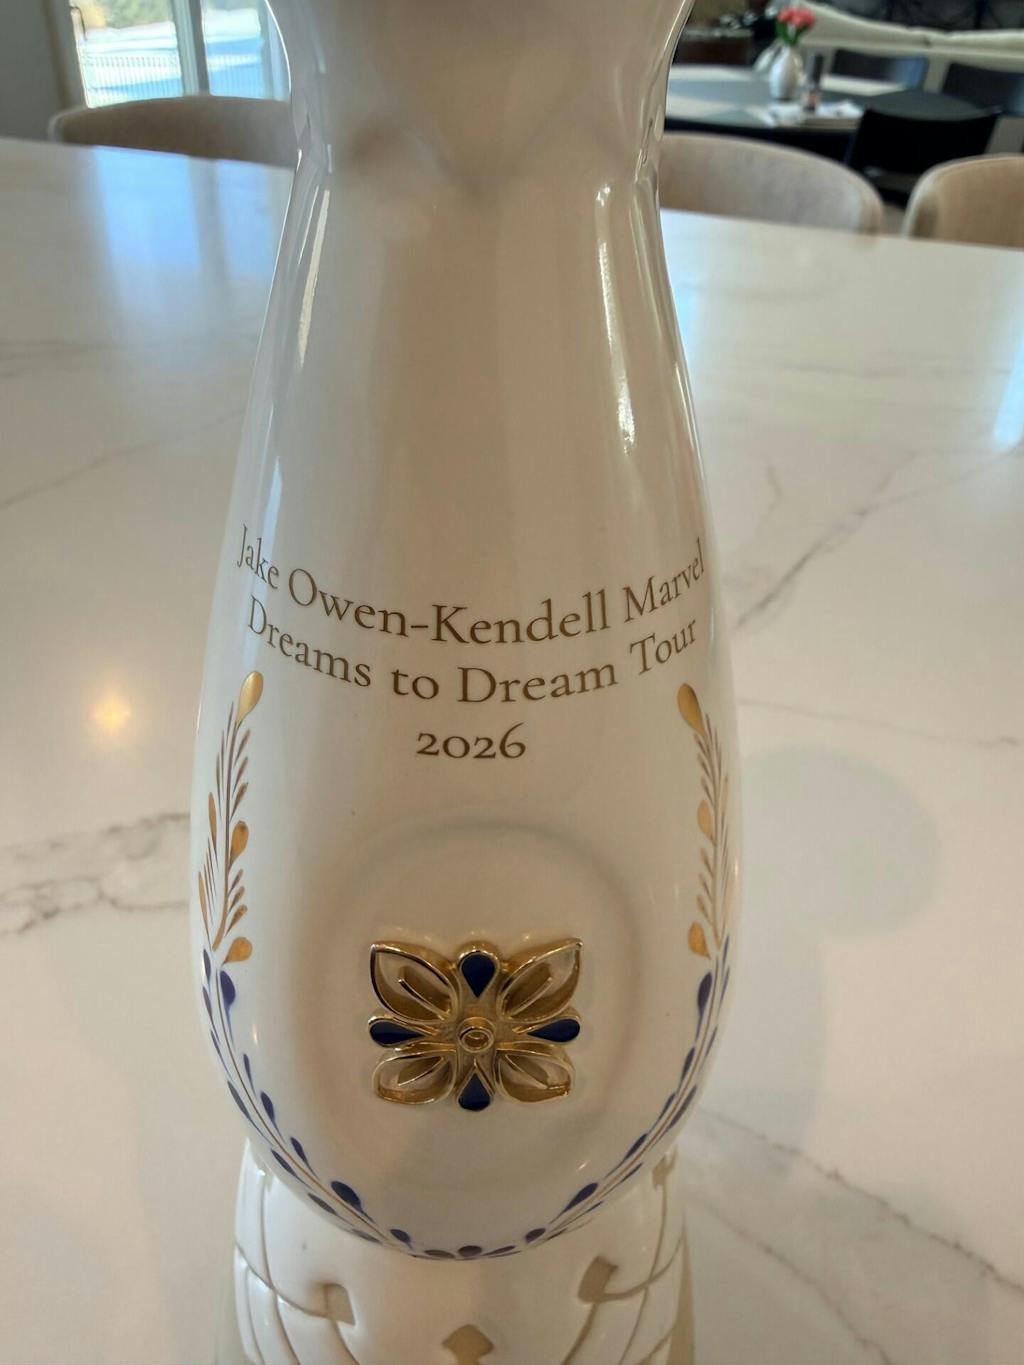 Jake Owen-Kendell Marvel
Dreams to Dream Tour
2026